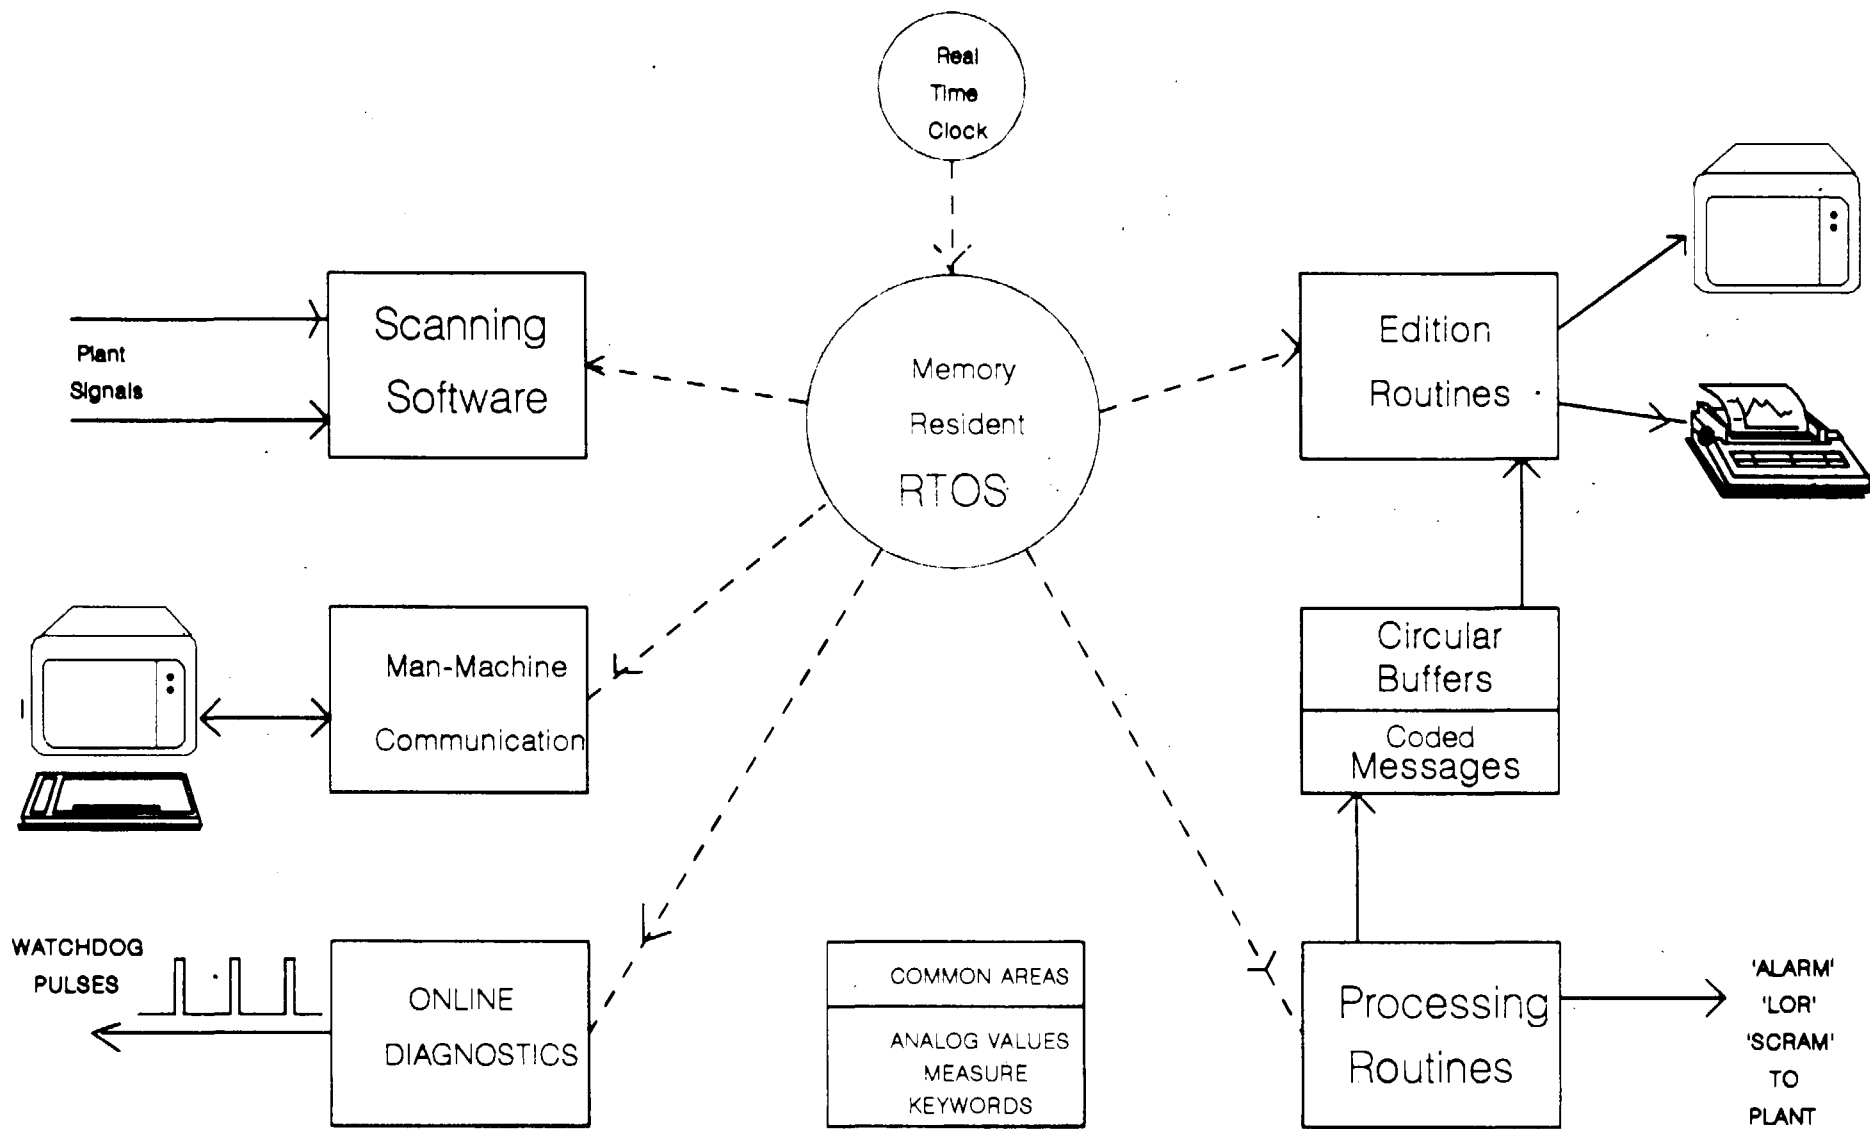 Real
Time
Clock
Scanning
Software
Plant
Signals
Memory
Resident
RTOS
Edition
Routines
Man-Machine
Communication
Circular
Buffers
Coded
Messages
WATCHDOG
PULSES
ONLINE
DIAGNOSTICS
COMMON AREAS
ANALOG VALUES
MEASURE
KEYWORDS
Processing
Routines
'ALARM'
'LOR'
'SCRAM'
TO
PLANT